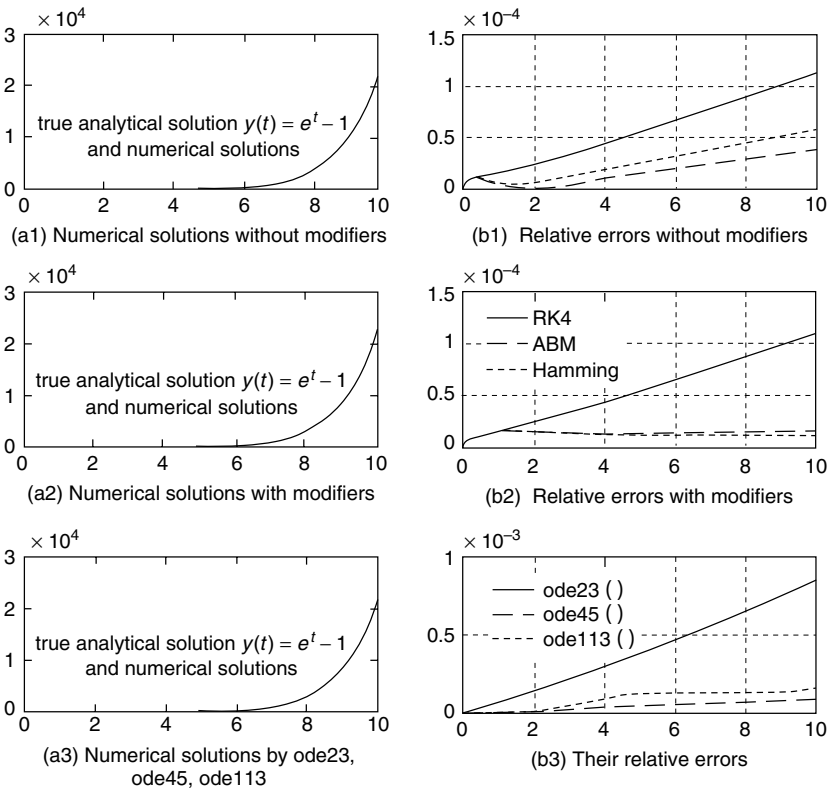 × 10⁴
3
2
1
0
true analytical solution y(t) = eᵗ – 1
and numerical solutions
0 2 4 6 8 10
(a1) Numerical solutions without modifiers
× 10⁻⁴
1.5
1
0.5
0
0 2 4 6 8 10
(b1) Relative errors without modifiers
× 10⁴
3
2
1
0
true analytical solution y(t) = eᵗ – 1
and numerical solutions
0 2 4 6 8 10
(a2) Numerical solutions with modifiers
× 10⁻⁴
1.5
1
0.5
0
RK4
ABM
Hamming
0 2 4 6 8 10
(b2) Relative errors with modifiers
× 10⁴
3
2
1
0
true analytical solution y(t) = eᵗ – 1
and numerical solutions
0 2 4 6 8 10
(a3) Numerical solutions by ode23,
ode45, ode113
× 10⁻³
1
0.5
0
ode23 ( )
ode45 ( )
ode113 ( )
0 2 4 6 8 10
(b3) Their relative errors